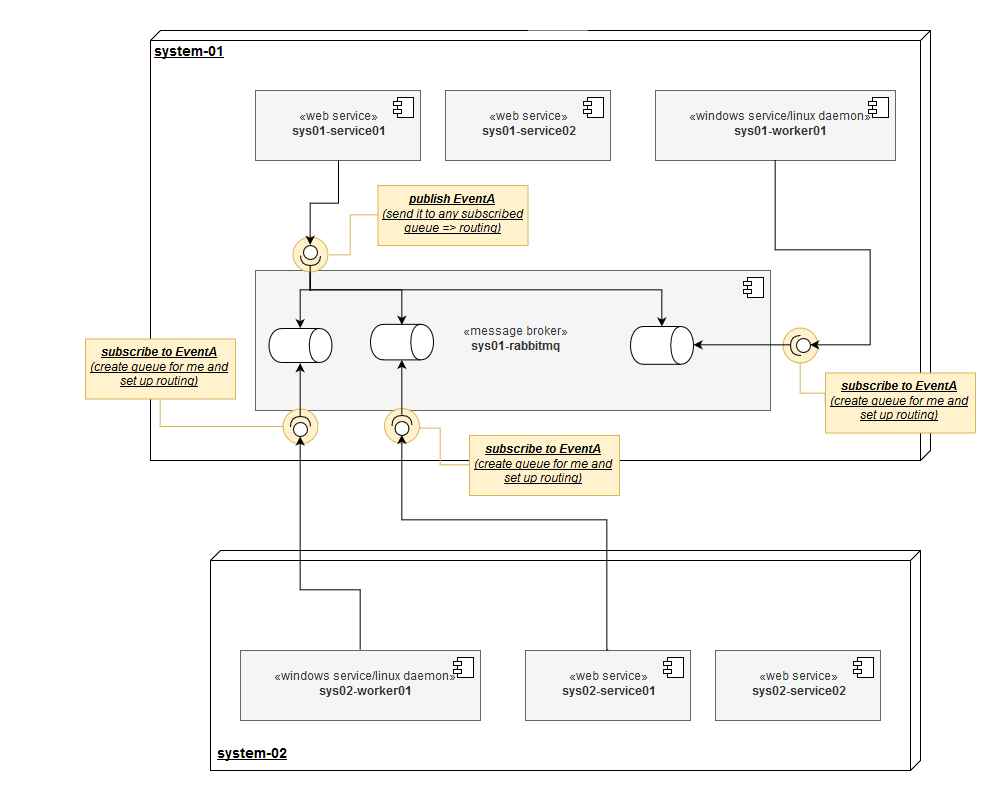 system-01
«web service»
sys01-service01
«web service»
sys01-service02
«windows service/linux daemon»
sys01-worker01
publish EventA
(send it to any subscribed
queue => routing)
«message broker»
sys01-rabbitmq
subscribe to EventA
(create queue for me and
set up routing)
subscribe to EventA
(create queue for me and
set up routing)
subscribe to EventA
(create queue for me and
set up routing)
«windows service/linux daemon»
sys02-worker01
«web service»
sys02-service01
«web service»
sys02-service02
system-02